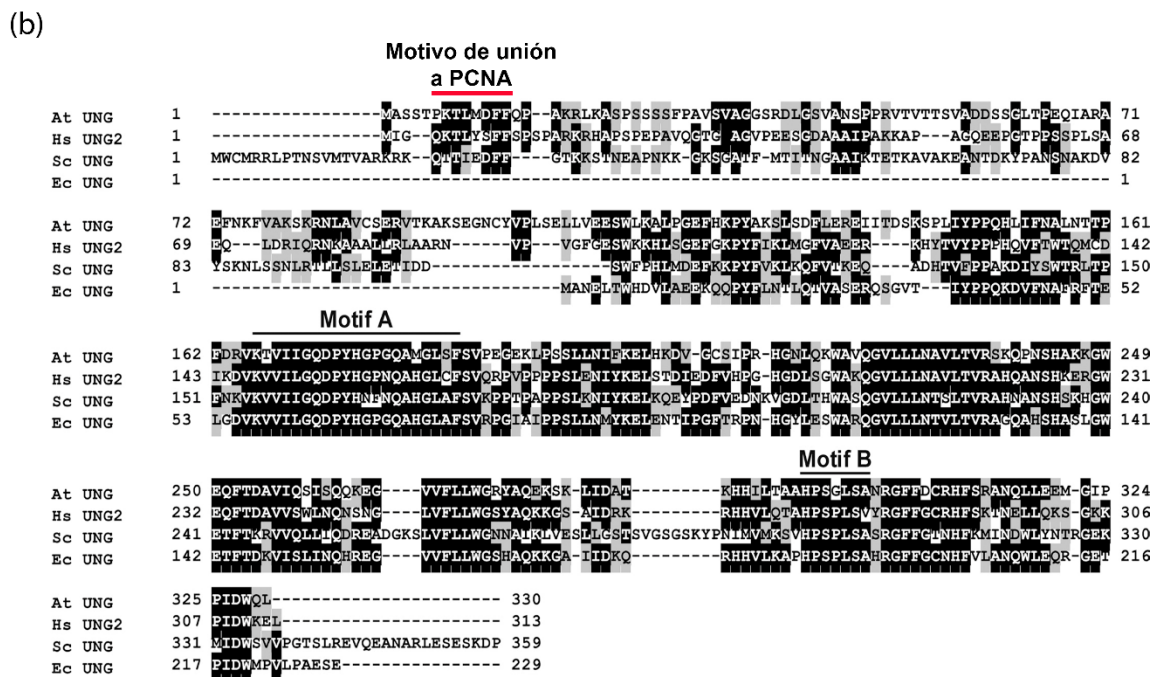 (b)
Motivo de unión
a PCNA
At UNG 1 -----------------MASSTPKTLMDFFQP--AKRLKASPSSSSFPAVSVAGGSRDLGSVANSPPRVTVTTSVADDSSGLTPEQIARA 71
Hs UNG2 1 -----------------MIG--QKTLYSFFSPSPARKRHAPSPEPAVQGTGVAGVPEESGDAAAIPAKKAP--AGQEEPGTPPSSPLSA 68
Sc UNG 1 MWCMRRLPTNSVMTVARKRK-QTTIEDFF--GTKKSTNEAPNKK-GKSGATF-MTITNGAAIKTETKAVAKEANTDKYPANSNAKDV 82
Ec UNG 1 --------------------------------------------------------------------------------------- 1
At UNG 72 EFNKFVAKSKRNLAVCSERVTKAKSEGNCYVPLSELLVEESWLKALPGEFHKPYAKSLSDFLEREIITDSKSPLIYPPQHLIFNALNTTP 161
Hs UNG2 69 EQ---LDRIQRNKAAALLRLAARN-----VP--VGFGESWKKHLSGEFGKPYFIKLMGFVAEER---KHYTVYPPPHQVFTWTQMCD 142
Sc UNG 83 YSKNLSSNLRTLLSLELETIDD------------------SWFPHLMDEFKKPYFVKLKQFVTKEQ----ADHTVFPPAKDIYSWTRLTP 150
Ec UNG 1 ----------------------------------MANELTWHDVLAEEKQQPYFLNTLQTVASERQSGVT---IYPPQKDVFNAFRFTE 52
Motif A
At UNG 162 FDRVKTVIIGQDPYHGPGQAMGLSFSVPEGEKLPSSLLNIFKELHKDV-GCSIPR-HGNLQKWAVQGVLLLNAVLTVRSKQPNSHAKKGW 249
Hs UNG2 143 IKDVKVVILGQDPYHGPNQAHGLCFSVQRPVPPPPSLENIYKELSTDIEDFVHPG-HGDLSGWAKQGVLLLNAVLTVRAHQANSHKERGW 231
Sc UNG 151 FNKVKVVIIGQDPYHNFNQAHGLAFSVKPPTPAPPSLKNIYKELKQEYPDFVEDNKVGDLTHWASQGVLLLNTSLTVRAHNANSHSKHGW 240
Ec UNG 53 LGDVKVVILGQDPYHGPGQAHGLAFSVRPGIAIPPSLLNMYKELENTIPGFTRPN-HGYLESWARQGVLLLNTVLTVRAGQAHSHASLGW 141
Motif B
At UNG 250 EQFTDAVIQSISQQKEG----VVFLLWGRYAQEKSK-LIDAT---------KHHILTAAHPSGLSANRGFFDCRHFSRANQLLEEM-GIP 324
Hs UNG2 232 EQFTDAVVSWLNQNSNG----LVFLLWGSYAQKKGS-AIDRK---------RHHVLQTAHPSPLSVYRGFFGCRHFSKTNELLQKS-GKK 306
Sc UNG 241 ETFTKRVVQLLIQDREADGKSLVFLLWGNNAIKLVESLLGSTSVGSGSKYPNIMVMKSVHPSPLSASRGFFGTNHFKMINDWLYNTRGEK 330
Ec UNG 142 ETFTDKVISLINQHREG----VVFLLWGSHAQKKGA-IIDKQ---------RHHVLKAPHPSPLSAHRGFFGCNHFVLANQWLEQR-GET 216
At UNG 325 PIDWQL----------------------- 330
Hs UNG2 307 PIDWKEL---------------------- 313
Sc UNG 331 MIDWSVVPGTSLREVQEANARLESESKDP 359
Ec UNG 217 PIDWMPVLPAESE---------------- 229